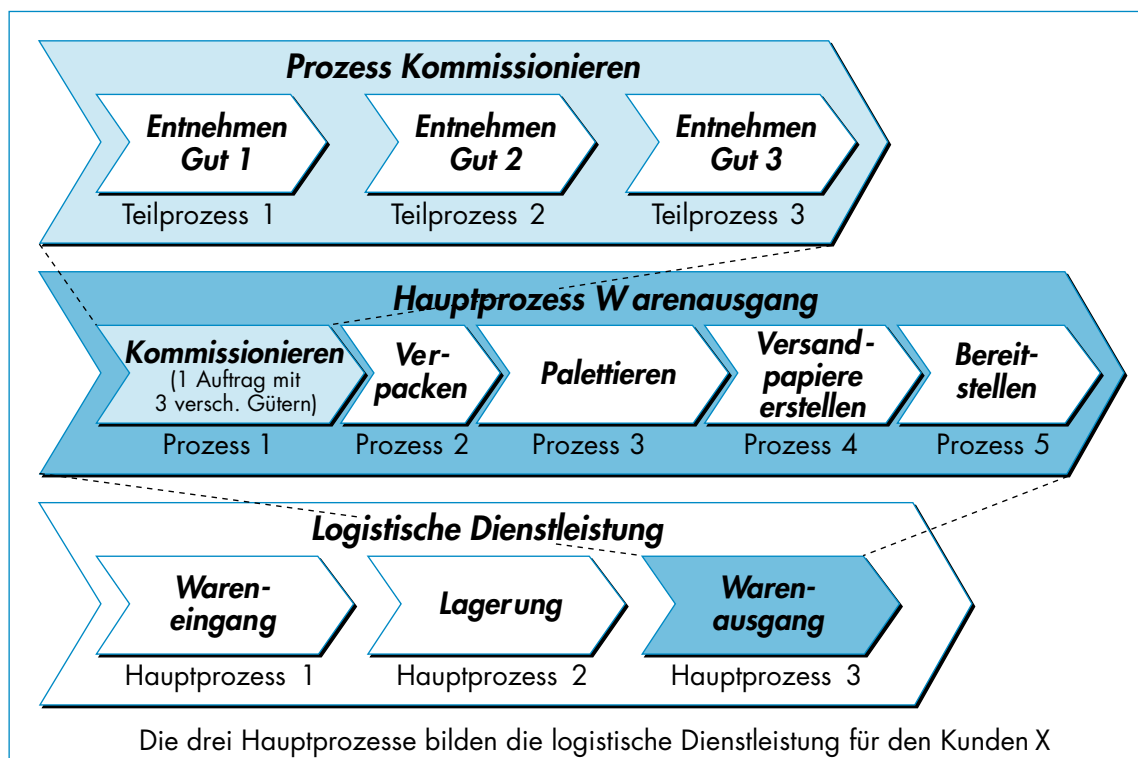 Prozess Kommissionieren
Entnehmen
Gut 1
Entnehmen
Gut 2
Entnehmen
Gut 3
Teilprozess 1
Teilprozess 2
Teilprozess 3
Hauptprozess Warenausgang
Kommissionieren
(1 Auftrag mit
3 versch. Gütern)
Ver-
packen
Palettieren
Versand-
papiere
erstellen
Bereit-
stellen
Prozess 1
Prozess 2
Prozess 3
Prozess 4
Prozess 5
Logistische Dienstleistung
Waren-
eingang
Lagerung
Waren-
ausgang
Hauptprozess 1
Hauptprozess 2
Hauptprozess 3
Die drei Hauptprozesse bilden die logistische Dienstleistung für den Kunden X